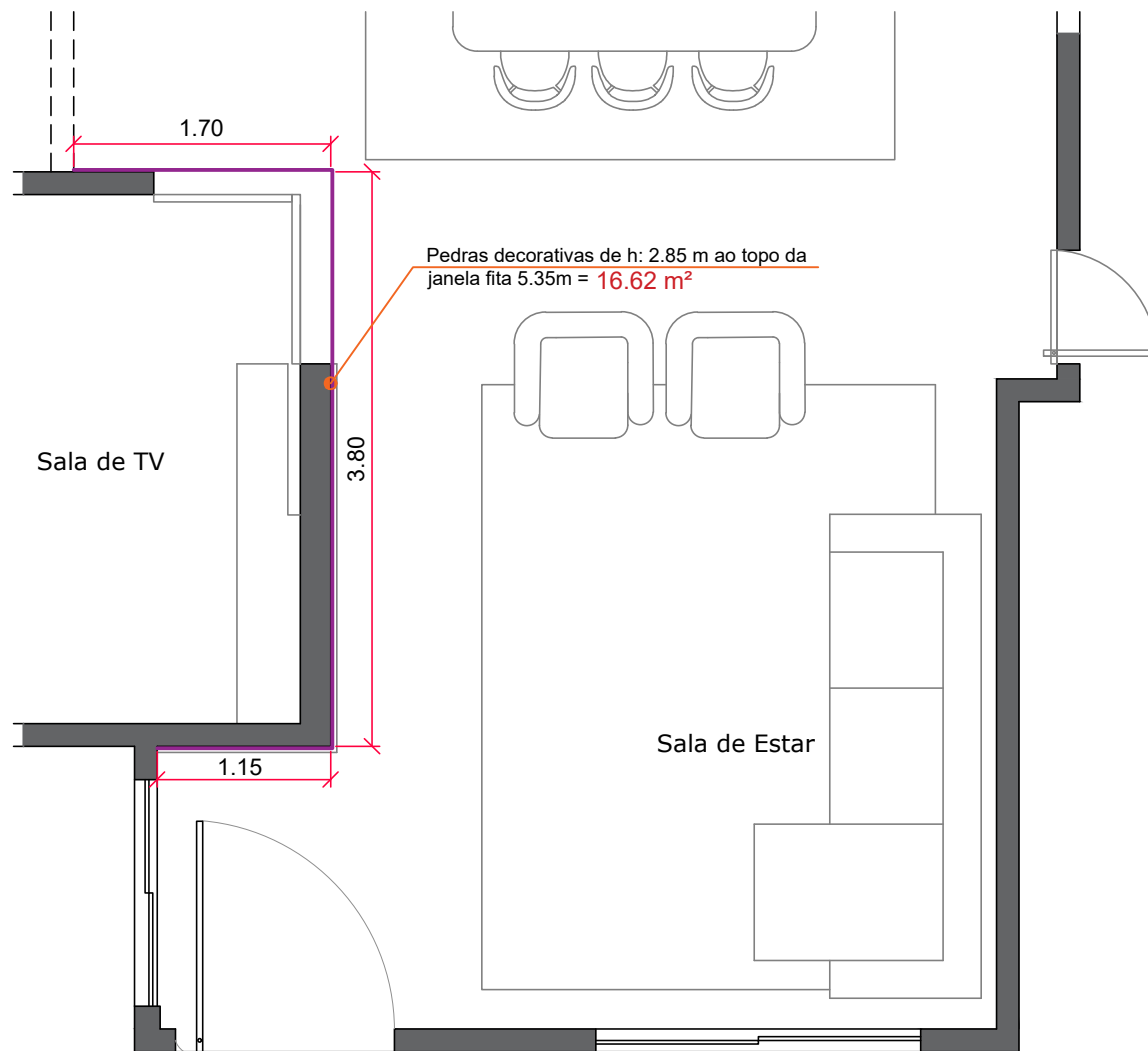 1.70
Pedras decorativas de h: 2.85 m ao topo da
janela fita 5.35m = 16.62 m²
3.80
Sala de TV
Sala de Estar
1.15